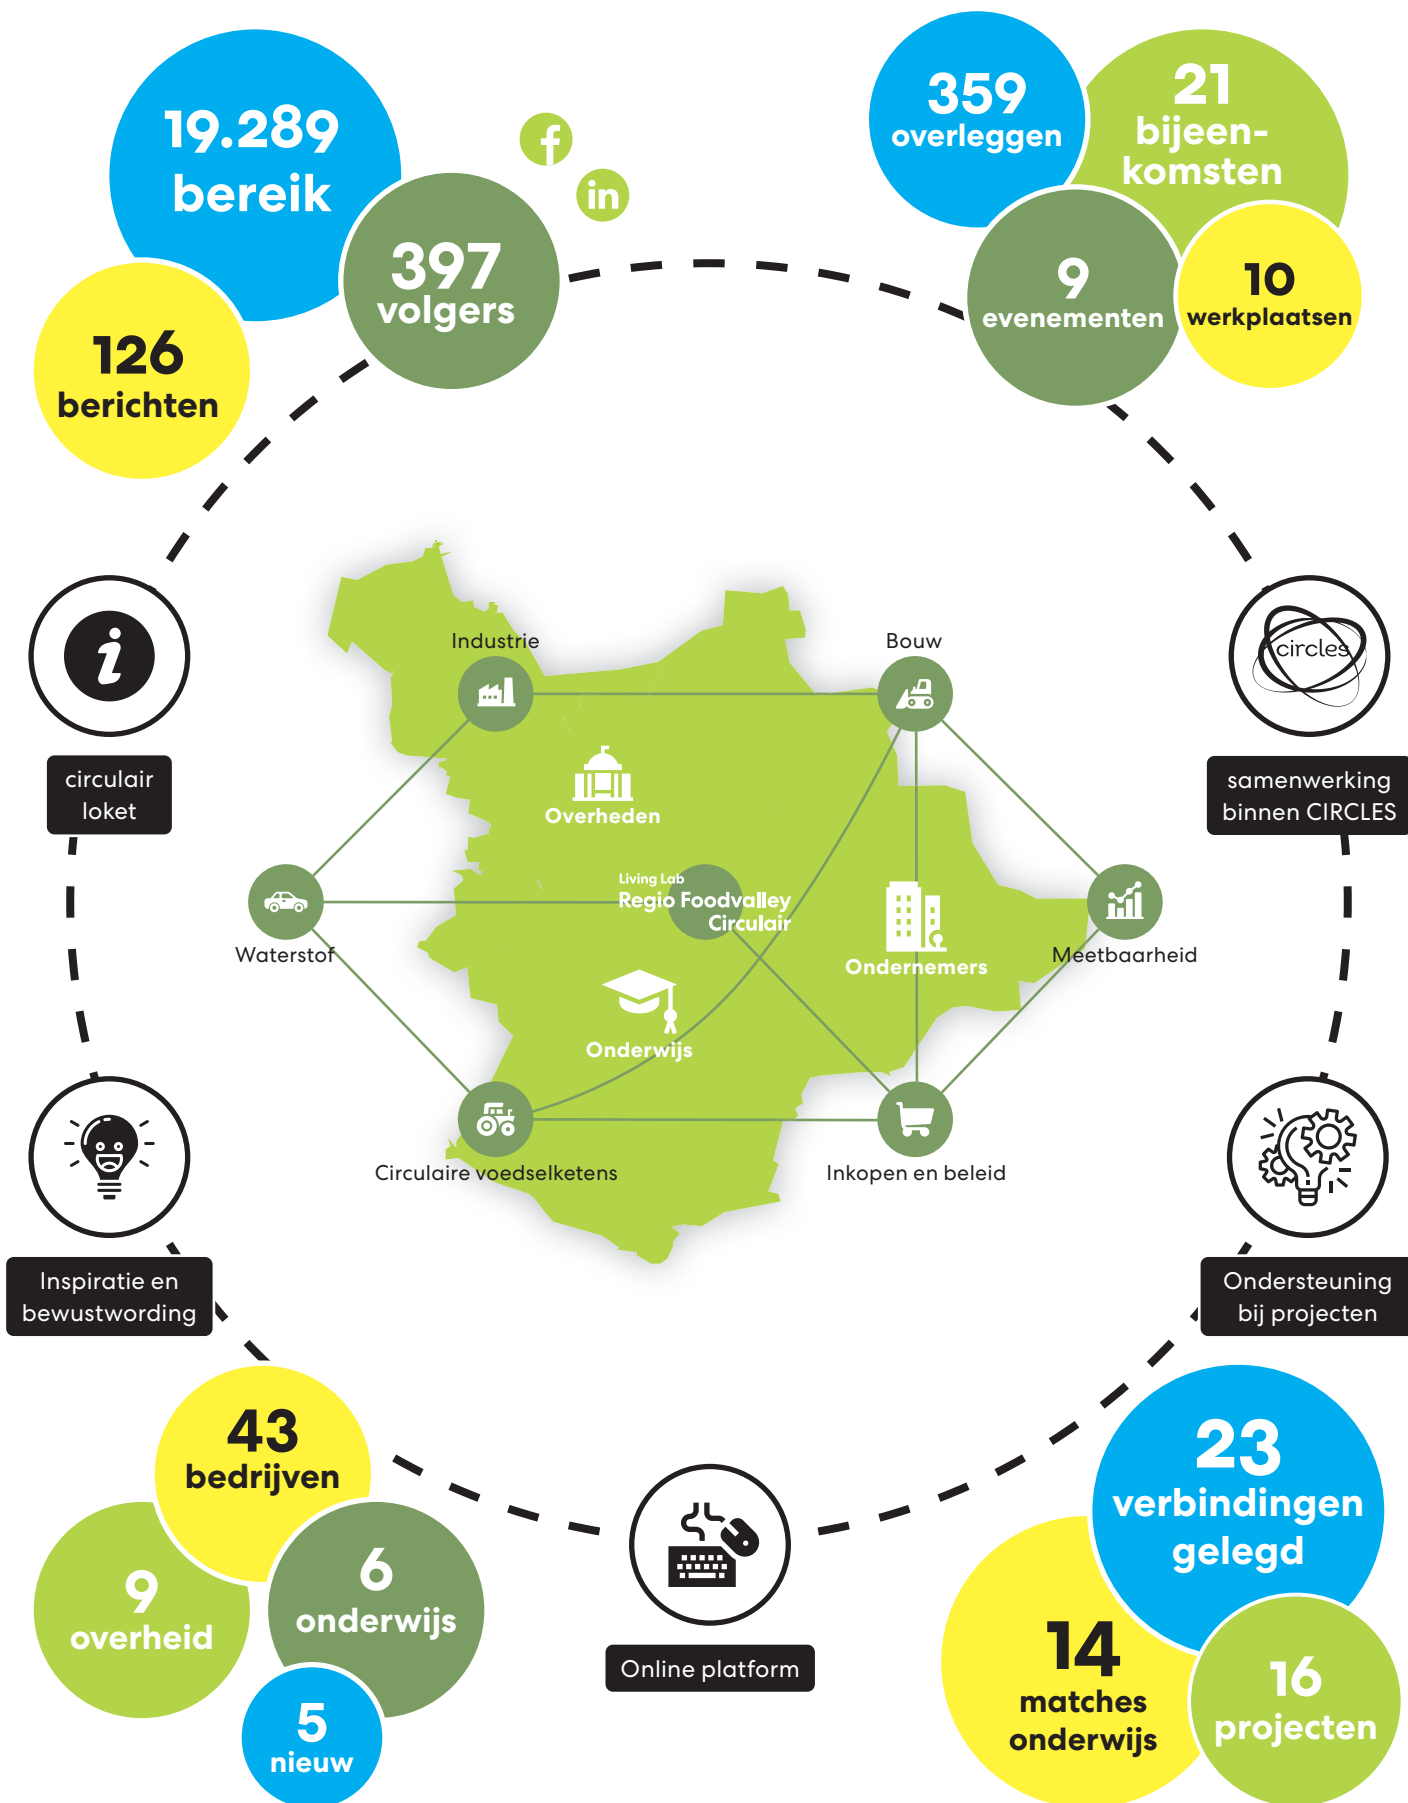 19.289
bereik
397
volgers
126
berichten
359
overleggen
21
bijeen-
komsten
9
evenementen
10
werkplaatsen
circulair
loket
circles
samenwerking
binnen CIRCLES
Industrie
Bouw
Overheden
Living Lab
Regio Foodvalley
Circulair
Waterstof
Ondernemers
Meetbaarheid
Onderwijs
Circulaire voedselketens
Inkopen en beleid
Inspiratie en
bewustwording
Ondersteuning
bij projecten
43
bedrijven
9
overheid
6
onderwijs
5
nieuw
Online platform
23
verbindingen
gelegd
14
matches
onderwijs
16
projecten